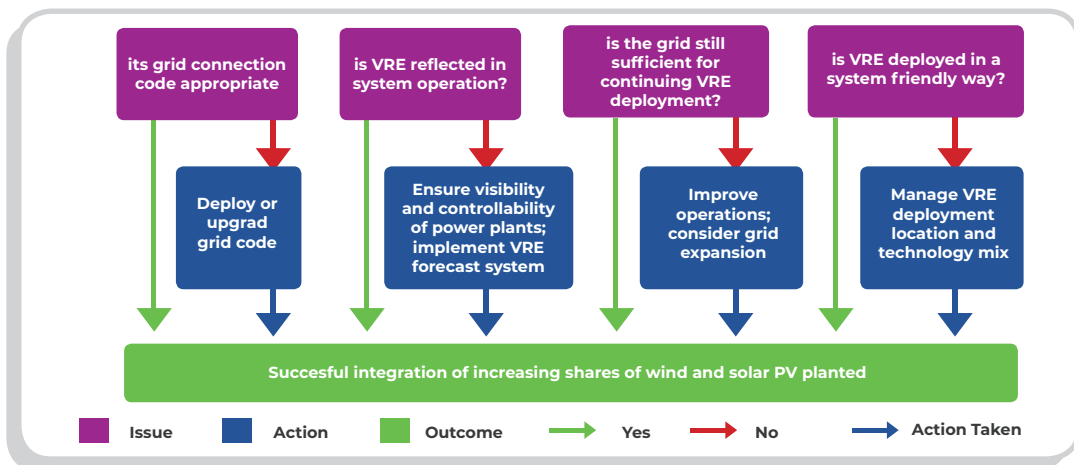 its grid connection
code appropriate
is VRE reflected in
system operation?
is the grid still
sufficient for
continuing VRE
deployment?
is VRE deployed in a
system friendly way?
Deploy or
upgrad
grid code
Ensure visibility
and controllability
of power plants;
implement VRE
forecast system
Improve
operations;
consider grid
expansion
Manage VRE
deployment
location and
technology mix
Succesful integration of increasing shares of wind and solar PV planted
Issue
Action
Outcome
Yes
No
Action Taken